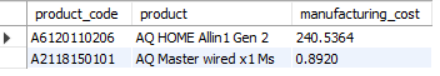 product_code product manufacturing_cost
A6120110206 AQ HOME Allin1 Gen 2 240.5364
A2118150101 AQ Master wired x1 Ms 0.8920